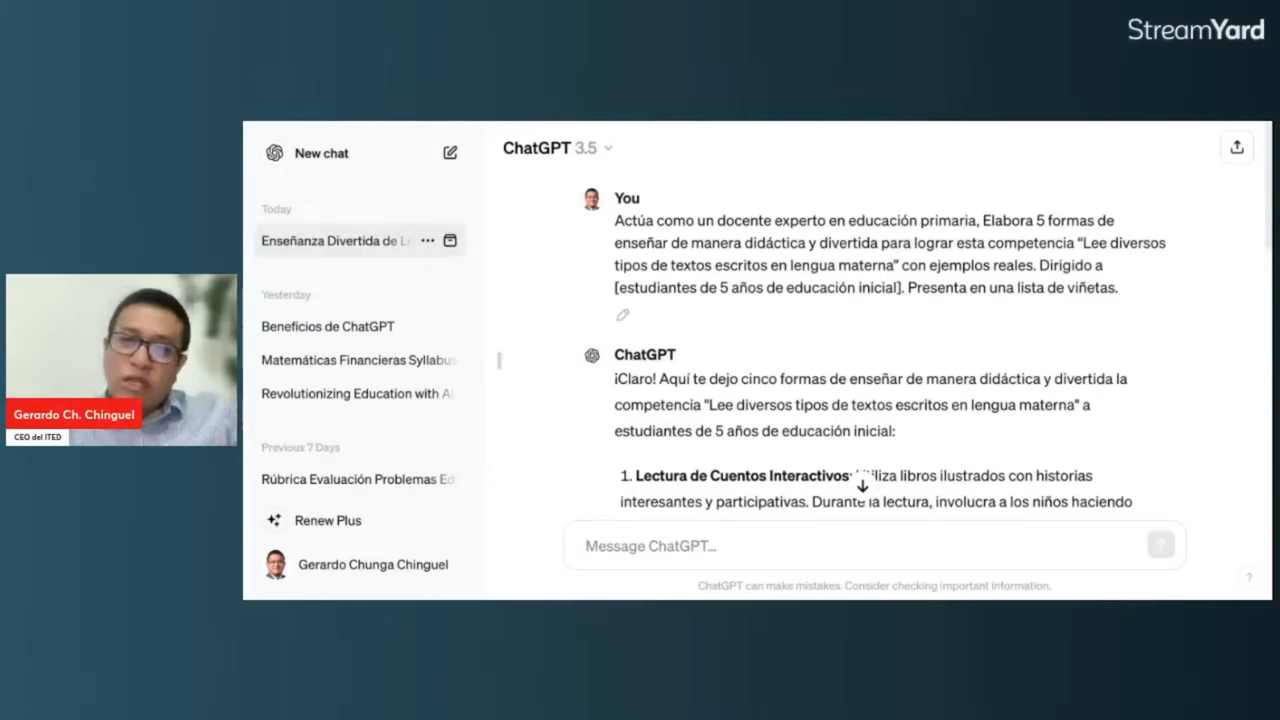 StreamYard
New chat
Today
Enseñanza Divertida de Le
Yesterday
Beneficios de ChatGPT
Matemáticas Financieras Syllabus
Revolutionizing Education with AI
Previous 7 Days
Rúbrica Evaluación Problemas Ed
Renew Plus
Gerardo Chunga Chinguel
ChatGPT 3.5
You
Actúa como un docente experto en educación primaria, Elabora 5 formas de
enseñar de manera didáctica y divertida para lograr esta competencia “Lee diversos
tipos de textos escritos en lengua materna” con ejemplos reales. Dirigido a
[estudiantes de 5 años de educación inicial]. Presenta en una lista de viñetas.
ChatGPT
¡Claro! Aquí te dejo cinco formas de enseñar de manera didáctica y divertida la
competencia "Lee diversos tipos de textos escritos en lengua materna" a
estudiantes de 5 años de educación inicial:
1. Lectura de Cuentos Interactivos: Utiliza libros ilustrados con historias
interesantes y participativas. Durante la lectura, involucra a los niños haciendo
Message ChatGPT...
ChatGPT can make mistakes. Consider checking important information.
?
Gerardo Ch. Chinguel
CEO del ITED